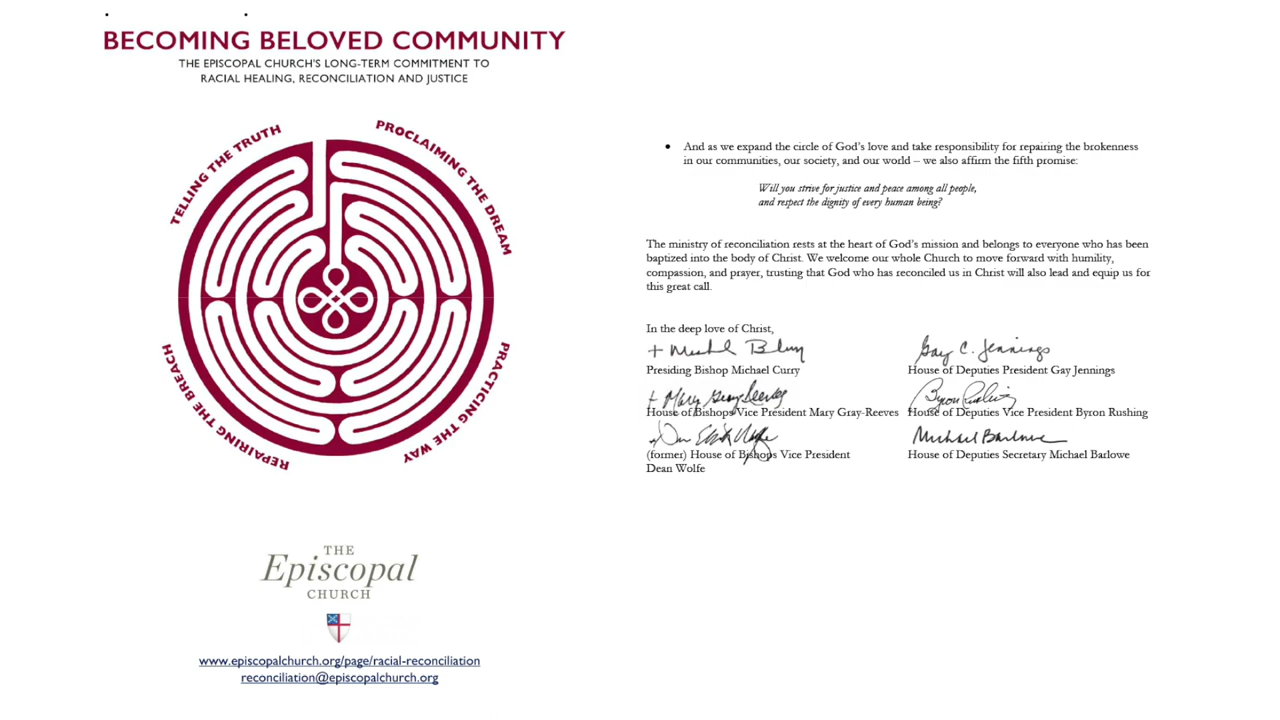 BECOMING BELOVED COMMUNITY
THE EPISCOPAL CHURCH'S LONG-TERM COMMITMENT TO
RACIAL HEALING, RECONCILIATION AND JUSTICE
TELLING THE TRUTH
PROCLAIMING THE DREAM
REPAIRING THE BREACH
PRACTICING THE WAY
THE
Episcopal
CHURCH
www.episcopalchurch.org/page/racial-reconciliation
reconciliation@episcopalchurch.org
• And as we expand the circle of God's love and take responsibility for repairing the brokenness
in our communities, our society, and our world – we also affirm the fifth promise:
Will you strive for justice and peace among all people,
and respect the dignity of every human being?
The ministry of reconciliation rests at the heart of God's mission and belongs to everyone who has been
baptized into the body of Christ. We welcome our whole Church to move forward with humility,
compassion, and prayer, trusting that God who has reconciled us in Christ will also lead and equip us for
this great call.
In the deep love of Christ,
Gay C. Jennings
Presiding Bishop Michael Curry
House of Deputies President Gay Jennings
+ Mary Gray-Reeves
Byron Rushing
House of Bishops Vice President Mary Gray-Reeves
House of Deputies Vice President Byron Rushing
Michael Barlowe
(former) House of Bishops Vice President
Dean Wolfe
House of Deputies Secretary Michael Barlowe